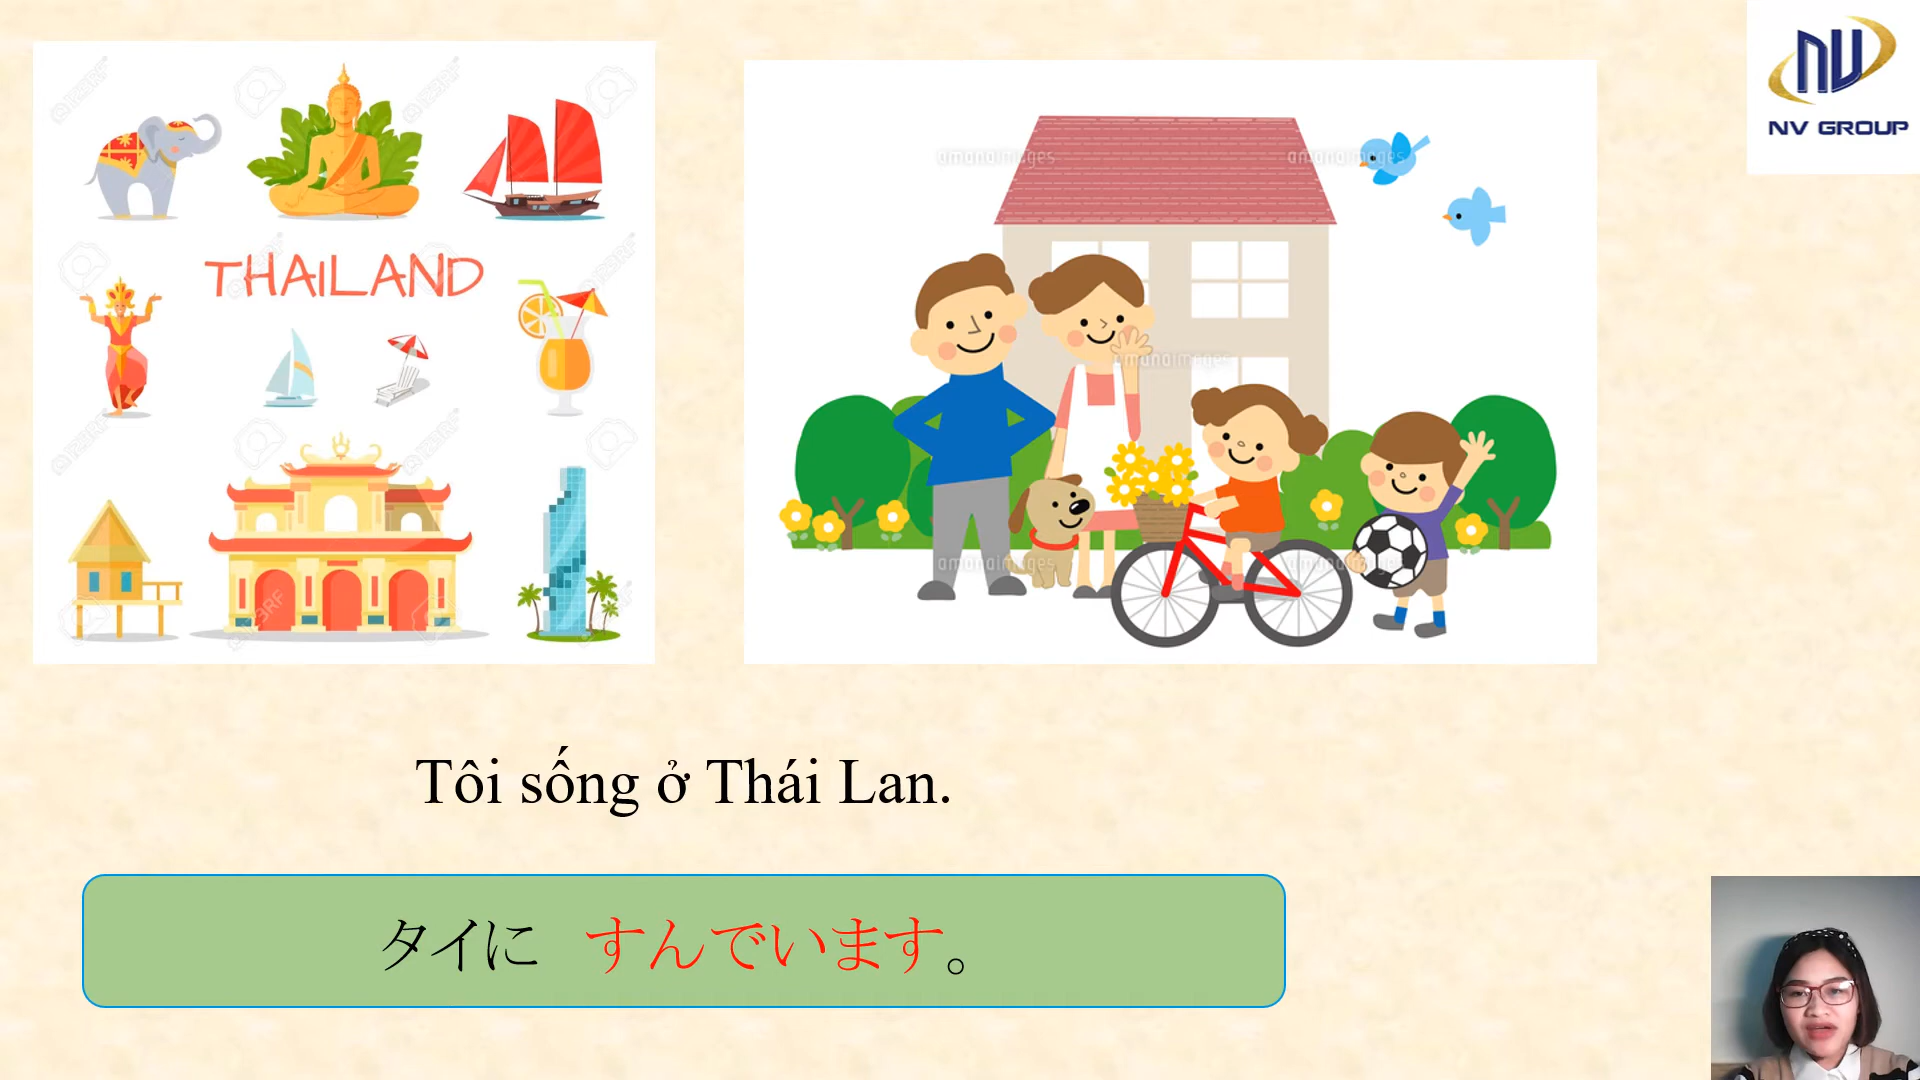 NV GROUP
THAILAND
Tôi sống ở Thái Lan.
タイに　すんでいます。